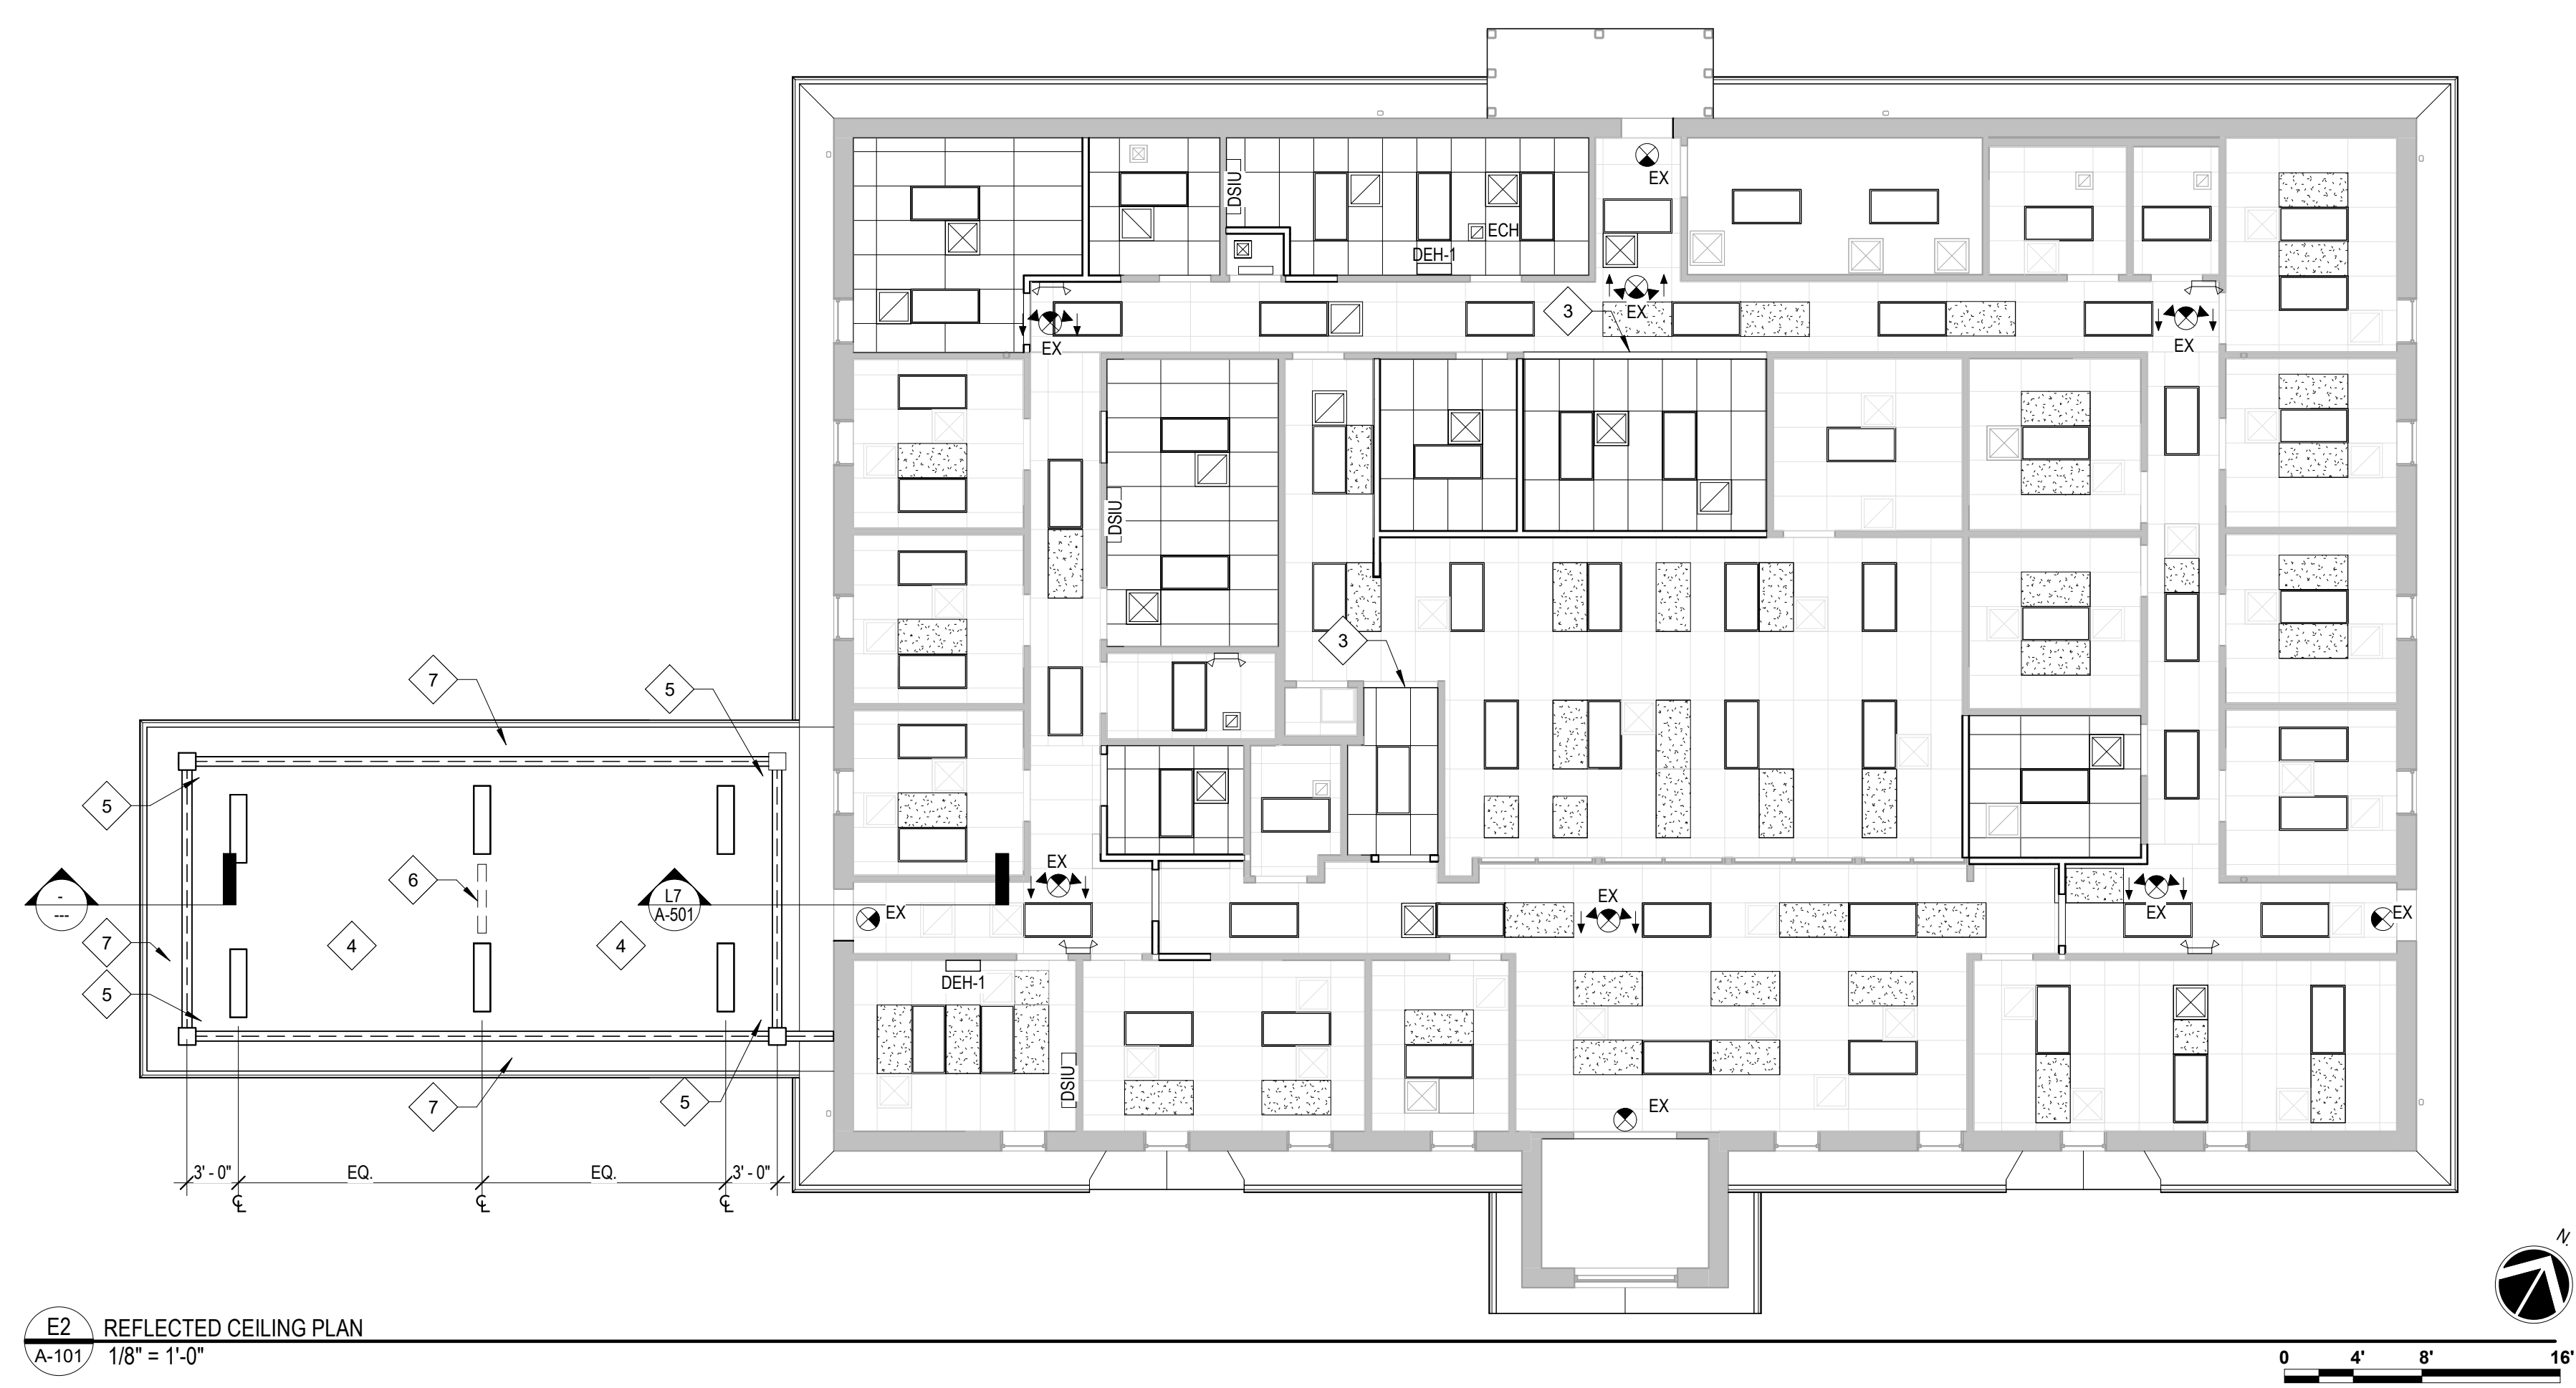 EX
DSIU
ECH
DEH-1
EX
3
EX
EX
DSIU
3
7
5
5
6
EX
L7
A-501
-
---
EX
EX
EX
EX
7
4
4
5
DEH-1
DSIU
7
5
EX
3' - 0"
EQ.
EQ.
3' - 0"
℄
℄
℄
N.
E2
REFLECTED CEILING PLAN
A-101
1/8" = 1'-0"
0 4' 8' 16'